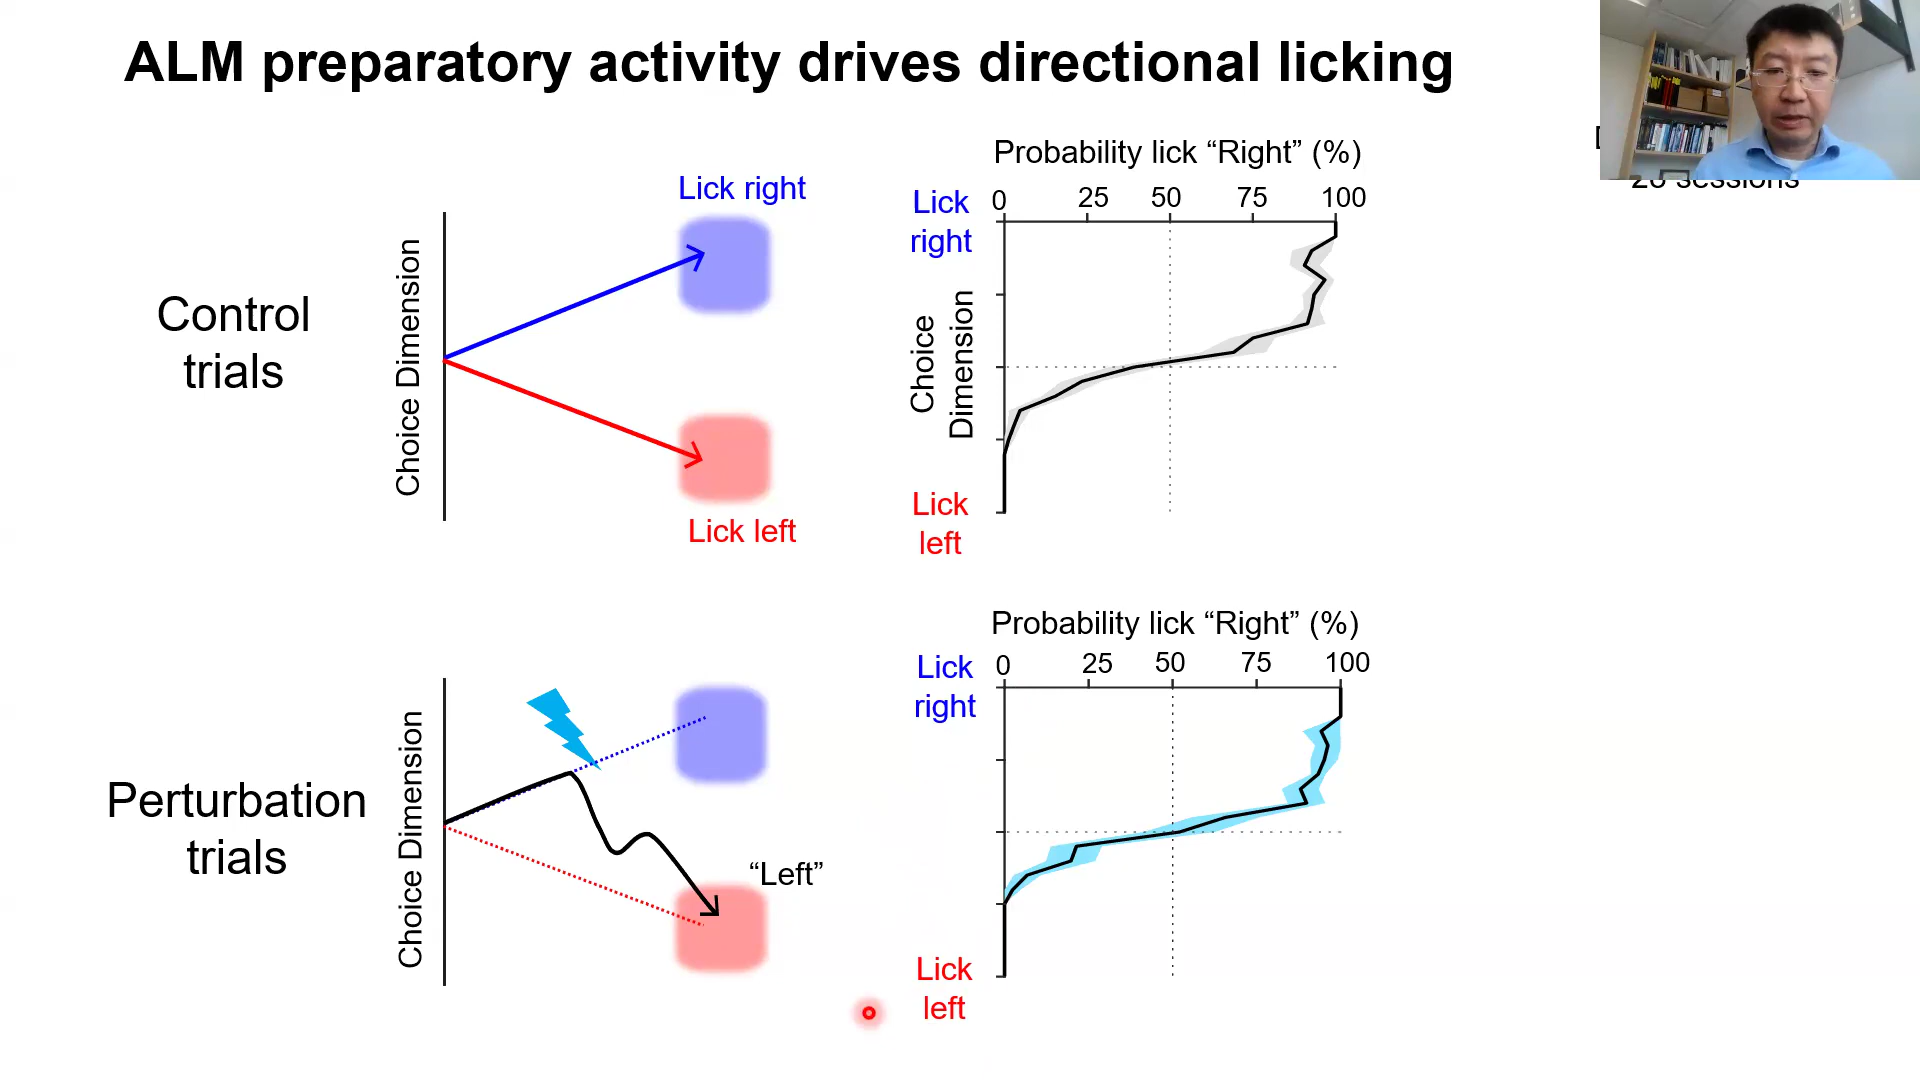 ALM preparatory activity drives directional licking
Control
trials
Choice Dimension
Lick right
Lick left
Probability lick “Right” (%)
0 25 50 75 100
Lick
right
Choice
Dimension
Lick
left
sessions
Perturbation
trials
Choice Dimension
“Left”
Probability lick “Right” (%)
0 25 50 75 100
Lick
right
Lick
left